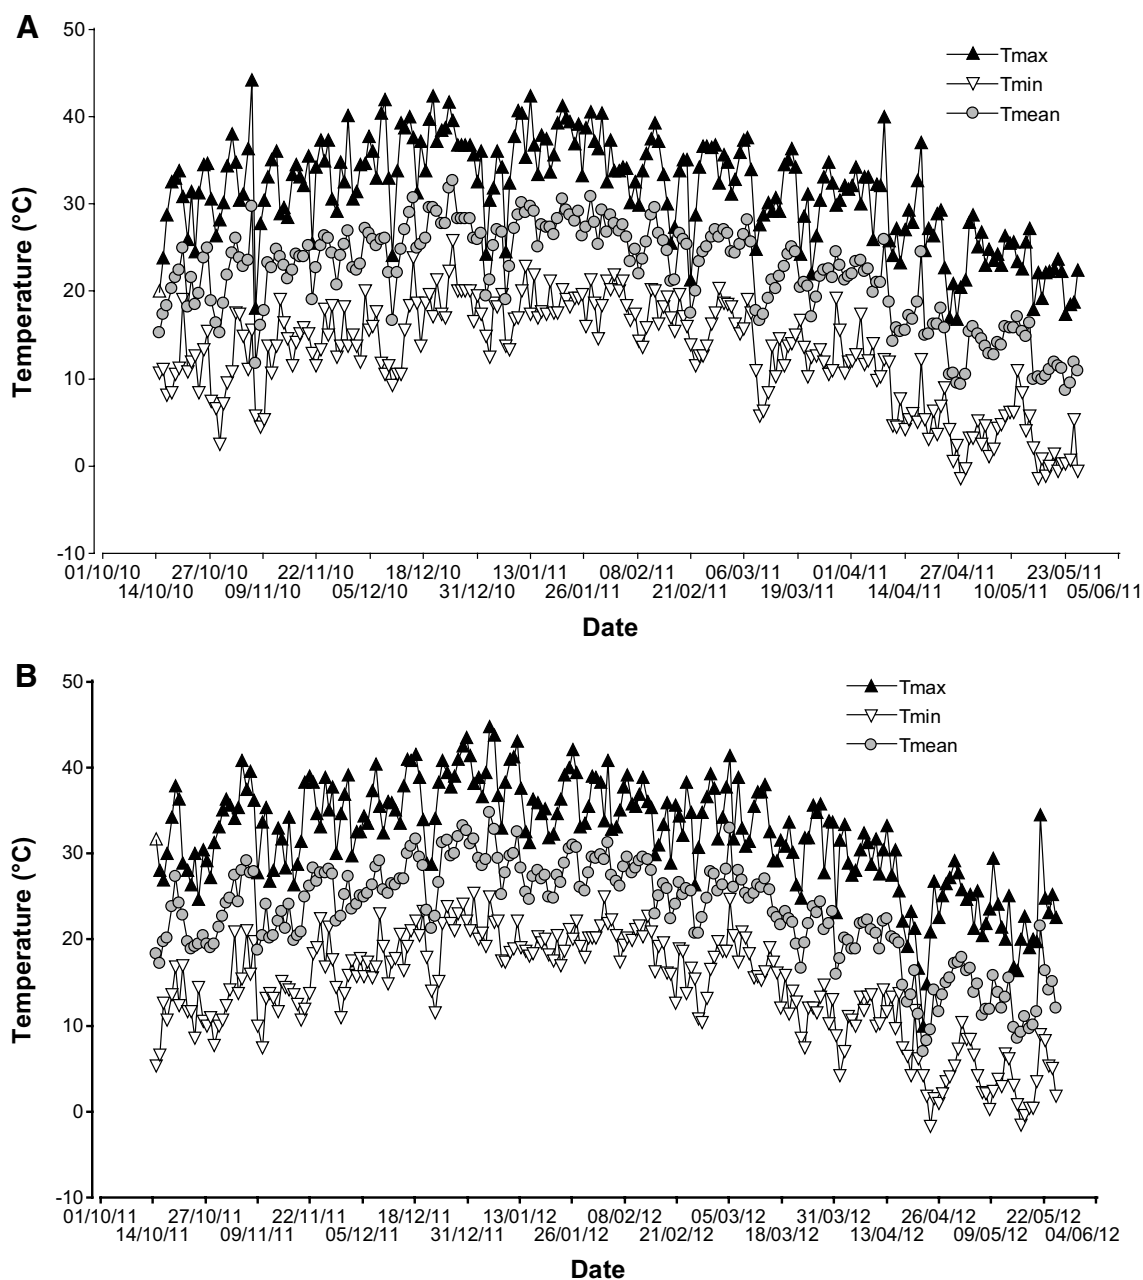 A
50
40
30
20
10
0
-10
Temperature (°C)
Tmax
Tmin
Tmean
01/10/10 27/10/10 22/11/10 18/12/10 13/01/11 08/02/11 06/03/11 01/04/11 27/04/11 23/05/11
14/10/10 09/11/10 05/12/10 31/12/10 26/01/11 21/02/11 19/03/11 14/04/11 10/05/11 05/06/11
Date
B
50
40
30
20
10
0
-10
Temperature (°C)
Tmax
Tmin
Tmean
01/10/11 27/10/11 22/11/11 18/12/11 13/01/12 08/02/12 05/03/12 31/03/12 26/04/12 22/05/12
14/10/11 09/11/11 05/12/11 31/12/11 26/01/12 21/02/12 18/03/12 13/04/12 09/05/12 04/06/12
Date